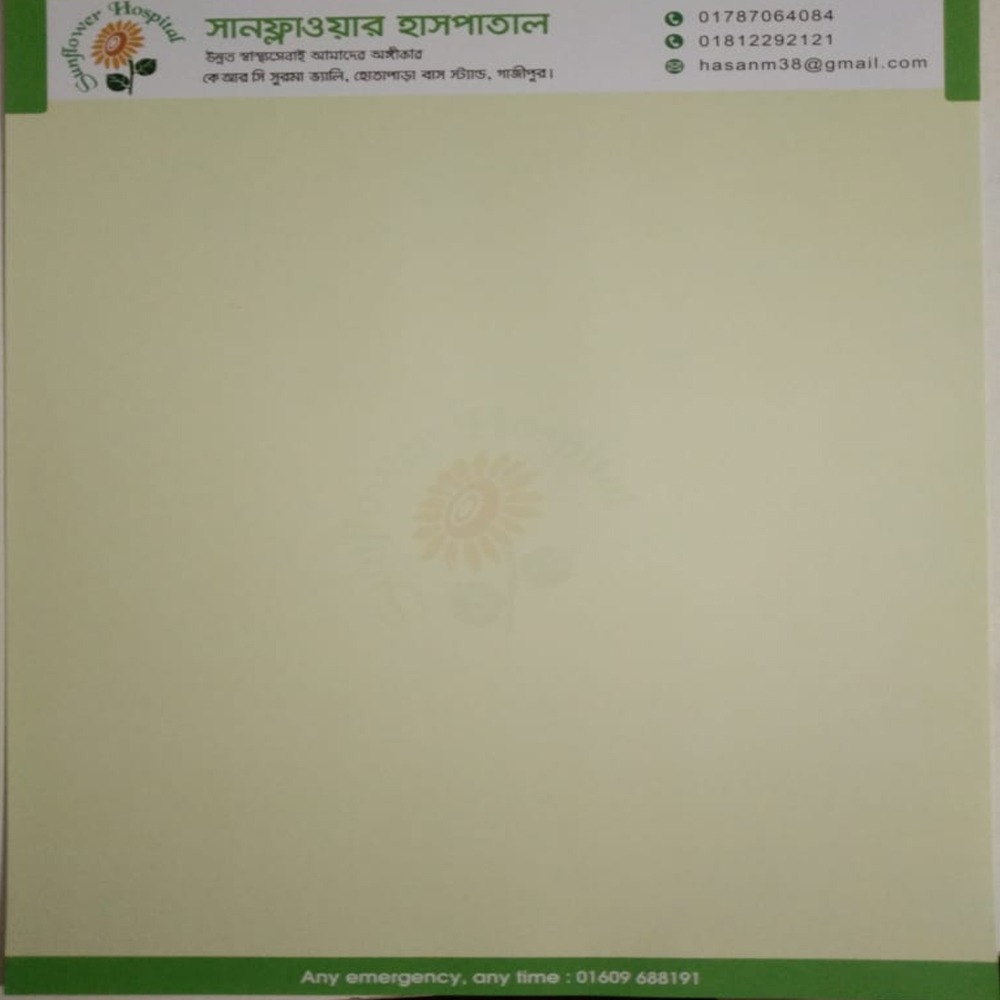 Sunflower Hospital
সানফ্লাওয়ার হাসপাতাল
উন্নত স্বাস্থ্যসেবাই আমাদের অঙ্গীকার
কে আর সি সুরমা ভ্যালি, হোতাপাড়া বাস স্ট্যান্ড, গাজীপুর।
01787064084
01812292121
hasanm38@gmail.com
Any emergency, any time : 01609 688191